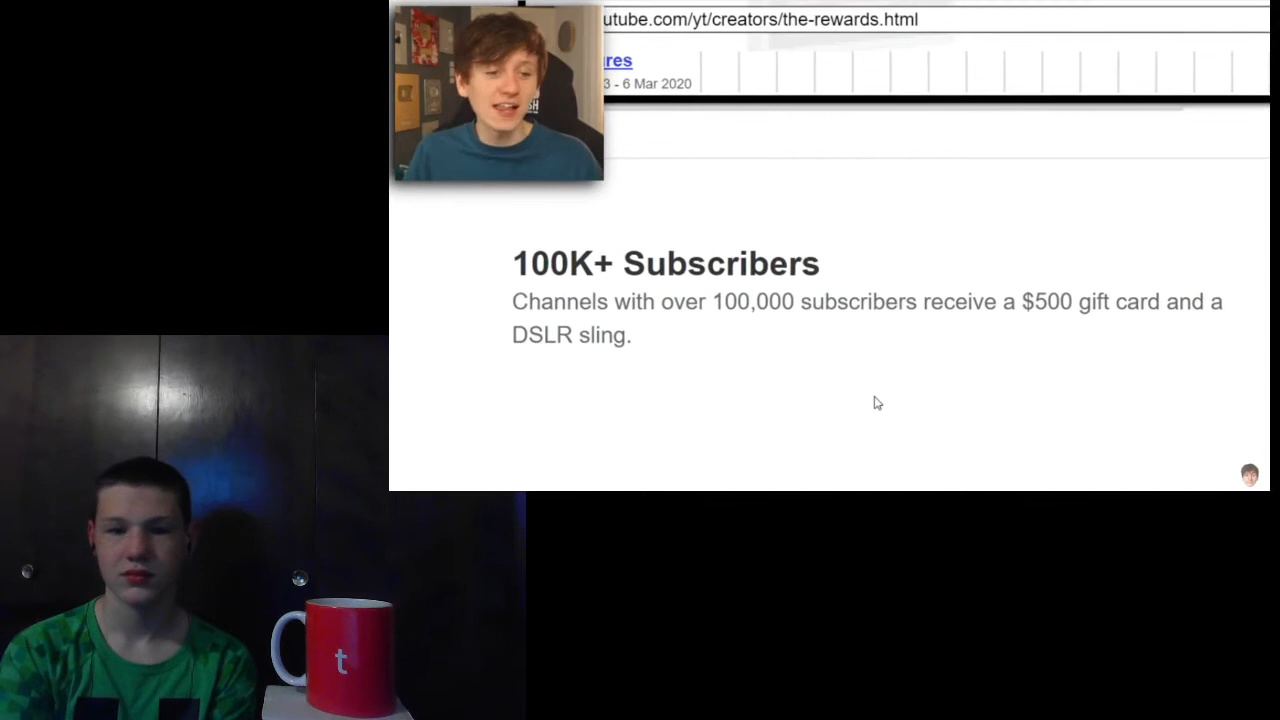 utube.com/yt/creators/the-rewards.html
res
3 - 6 Mar 2020
SH
100K+ Subscribers
Channels with over 100,000 subscribers receive a $500 gift card and a
DSLR sling.
t